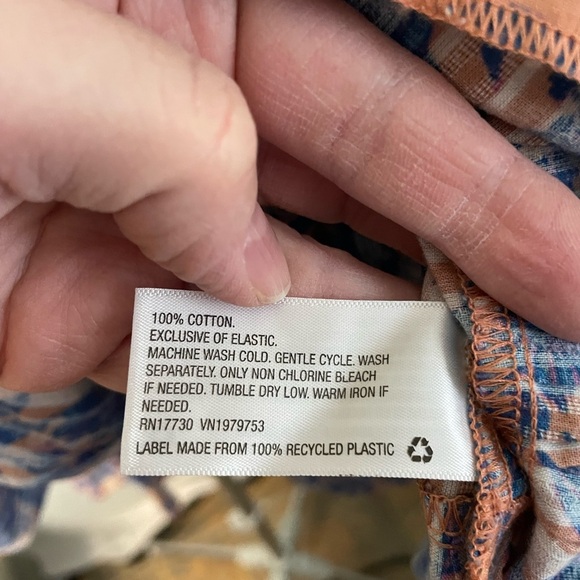 100% COTTON.
EXCLUSIVE OF ELASTIC.
MACHINE WASH COLD. GENTLE CYCLE. WASH
SEPARATELY. ONLY NON CHLORINE BLEACH
IF NEEDED. TUMBLE DRY LOW. WARM IRON IF
NEEDED.
RN17730 VN1979753
LABEL MADE FROM 100% RECYCLED PLASTIC